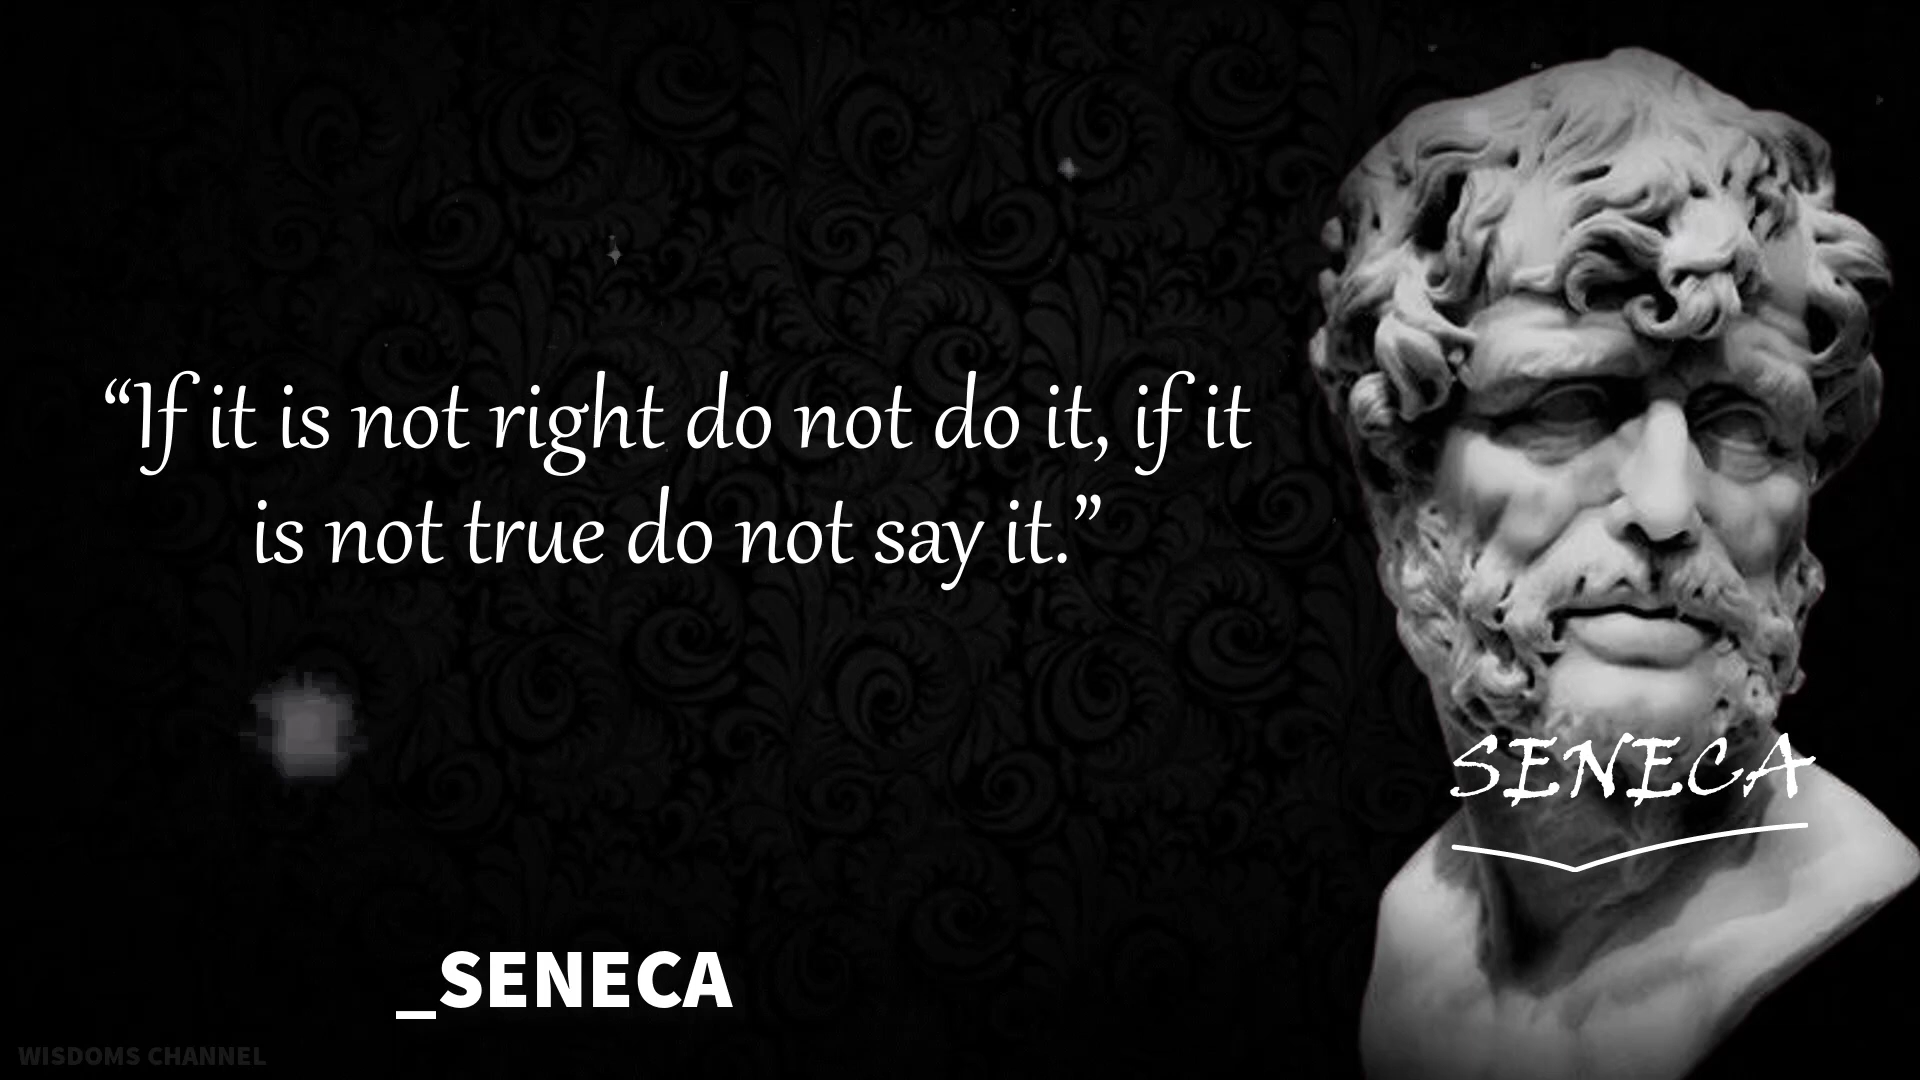 “If it is not right do not do it, if it
is not true do not say it.”
SENECA
_SENECA
WISDOMS CHANNEL